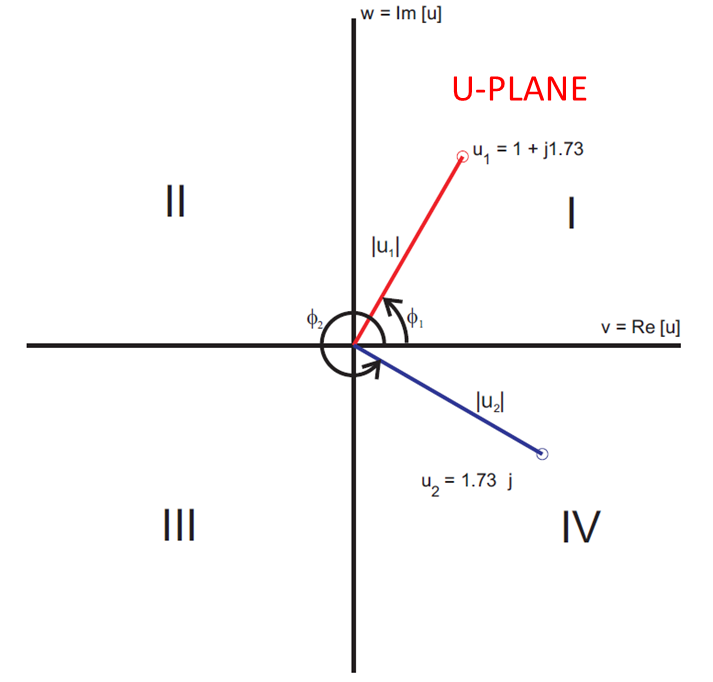 w = Im [u]
U-PLANE
u1 = 1 + j1.73
II
I
|u1|
ϕ2
ϕ1
v = Re [u]
|u2|
u2 = 1.73 j
III
IV